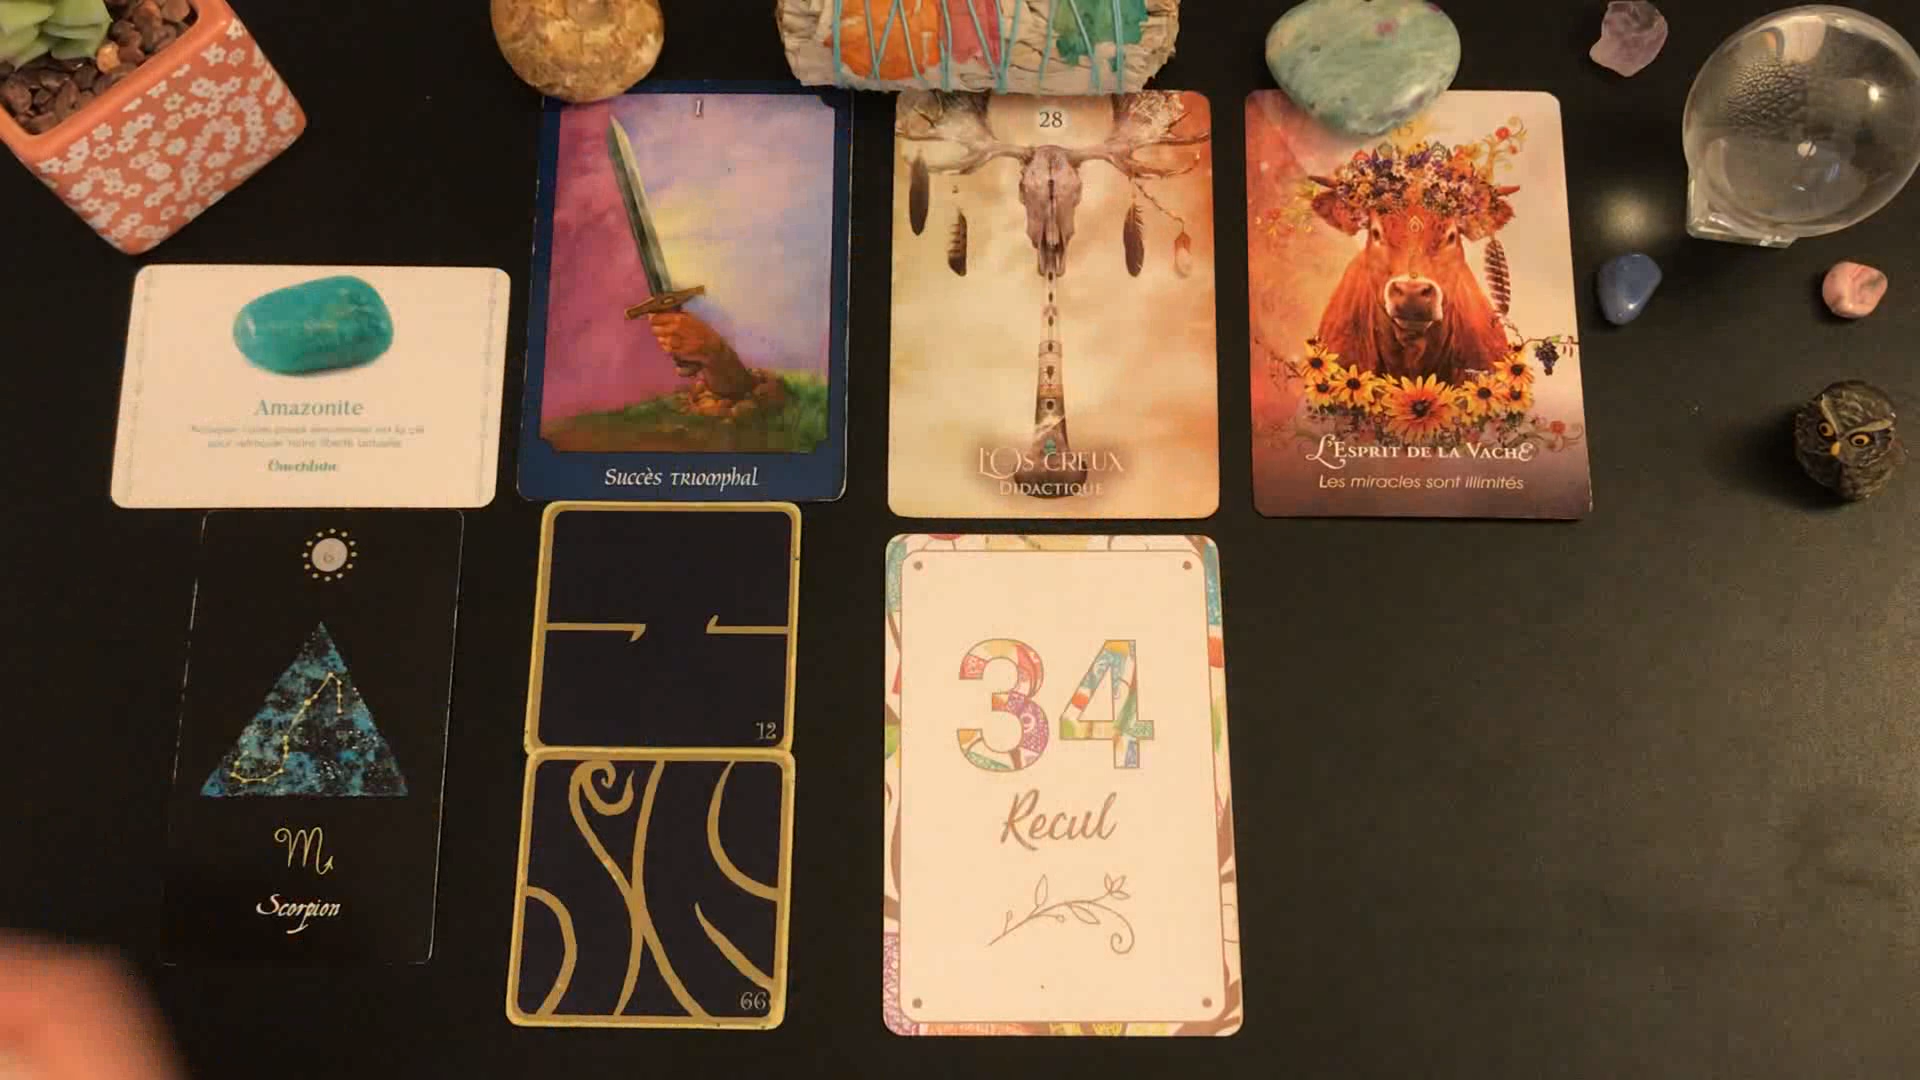 I
Succès triomphal
28
L'Os creux
Didactique
L'Esprit de la Vache
Les miracles sont illimités
Amazonite
6
Scorpion
12
66
34
Recul